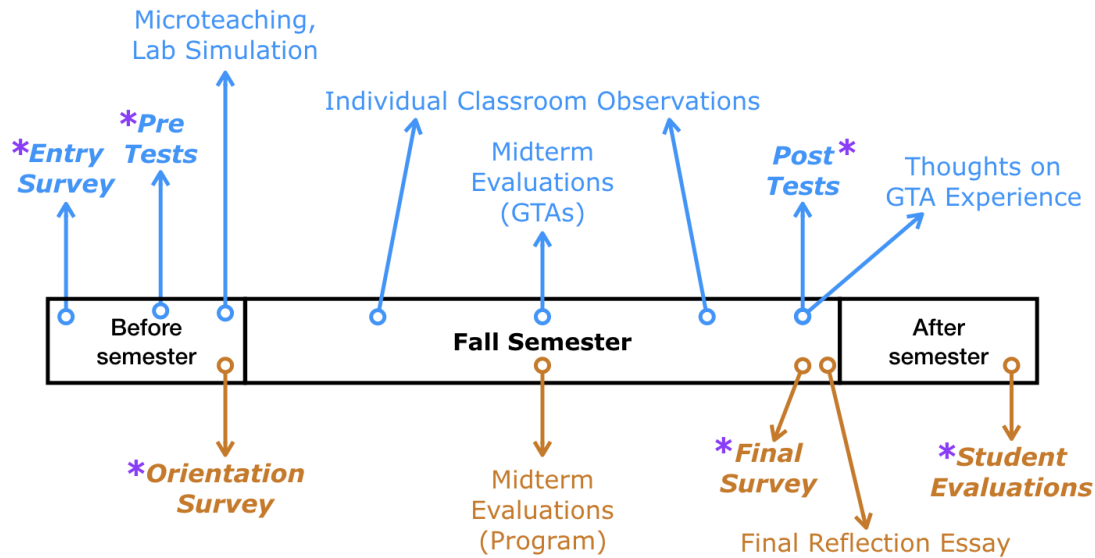 Microteaching,
Lab Simulation
Individual Classroom Observations
*Pre
Tests
*Entry
Survey
Midterm
Evaluations
(GTAs)
Post*
Tests
Thoughts on
GTA Experience
Before
semester
Fall Semester
After
semester
*Orientation
Survey
Midterm
Evaluations
(Program)
*Final
Survey
*Student
Evaluations
Final Reflection Essay